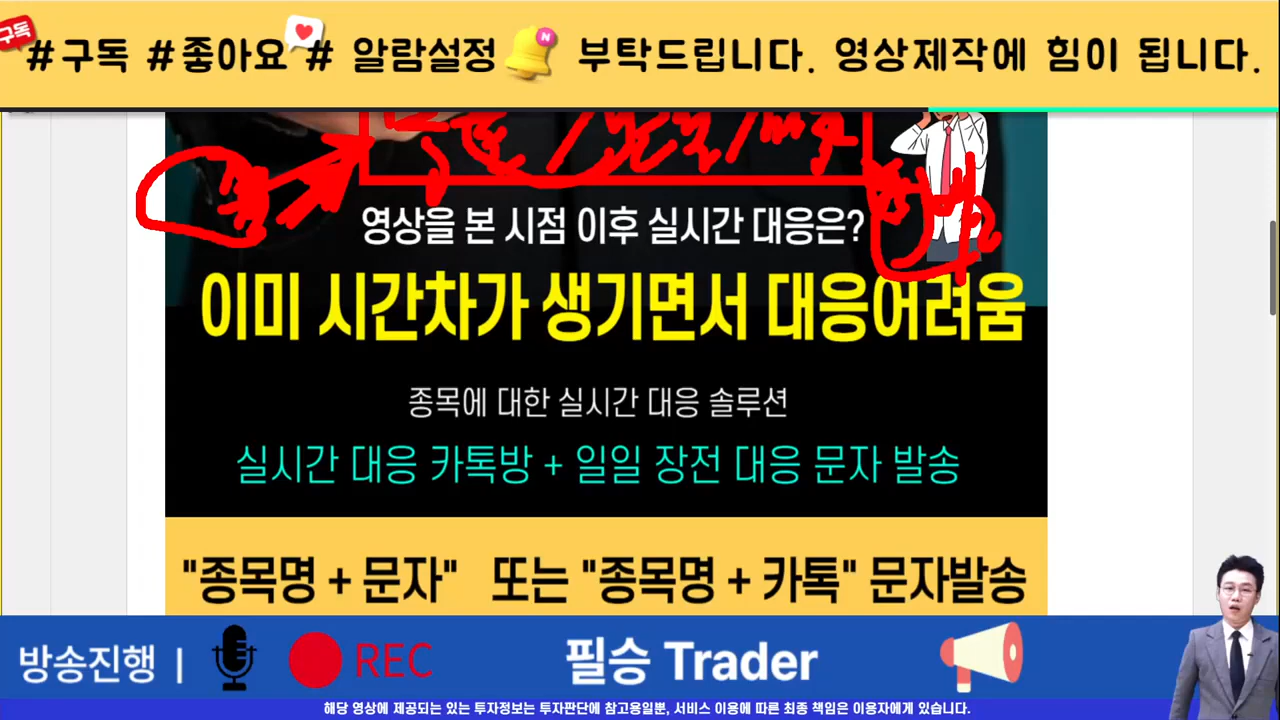 구독
#구독 #좋아요 # 알람설정 N 부탁드립니다. 영상제작에 힘이 됩니다.
영상을 본 시점 이후 실시간 대응은?
이미 시간차가 생기면서 대응어려움
종목에 대한 실시간 대응 솔루션
실시간 대응 카톡방 + 일일 장전 대응 문자 발송
"종목명 + 문자" 또는 "종목명 + 카톡" 문자발송
방송진행 | REC 필승 Trader
해당 영상에 제공되는 있는 투자정보는 투자판단에 참고용일뿐, 서비스 이용에 따른 최종 책임은 이용자에게 있습니다.